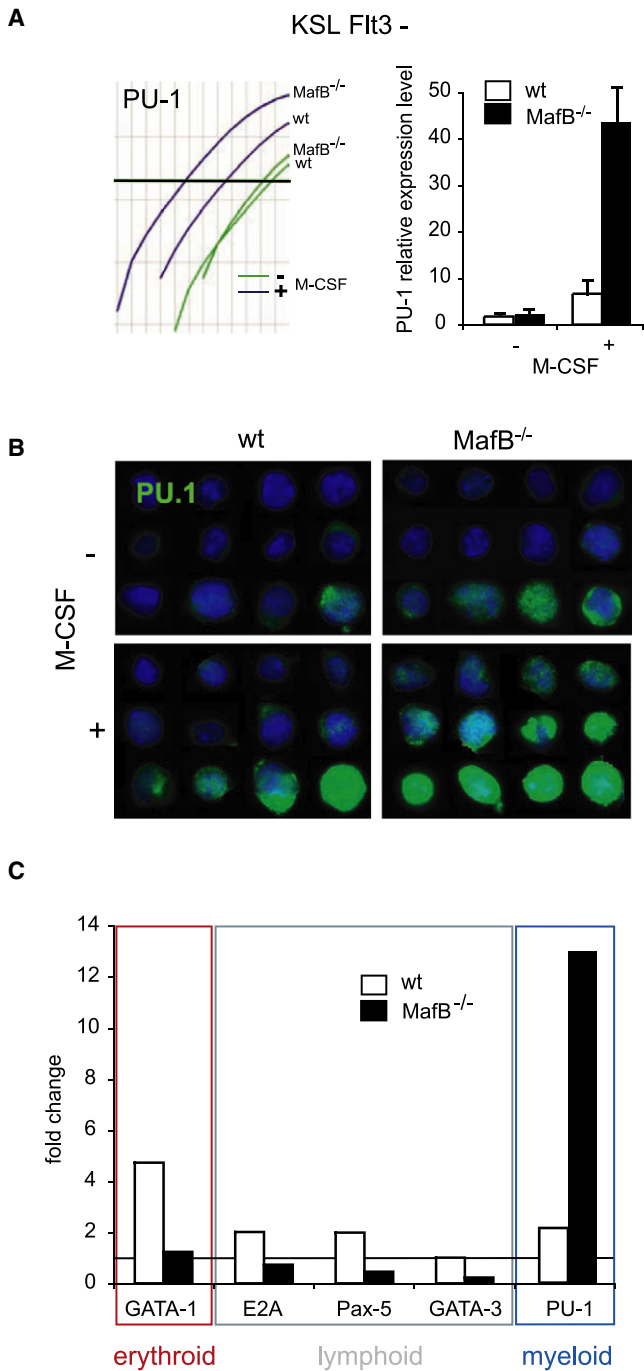 A
KSL Flt3 -
PU-1
MafB-/-
wt
MafB-/-
wt
-
+ M-CSF
wt
MafB-/-
PU-1 relative expression level
50
40
30
20
10
0
- +
M-CSF
B
wt MafB-/-
PU.1
M-CSF
-
+
C
fold change
14
12
10
8
6
4
2
0
wt
MafB-/-
GATA-1 E2A Pax-5 GATA-3 PU-1
erythroid lymphoid myeloid